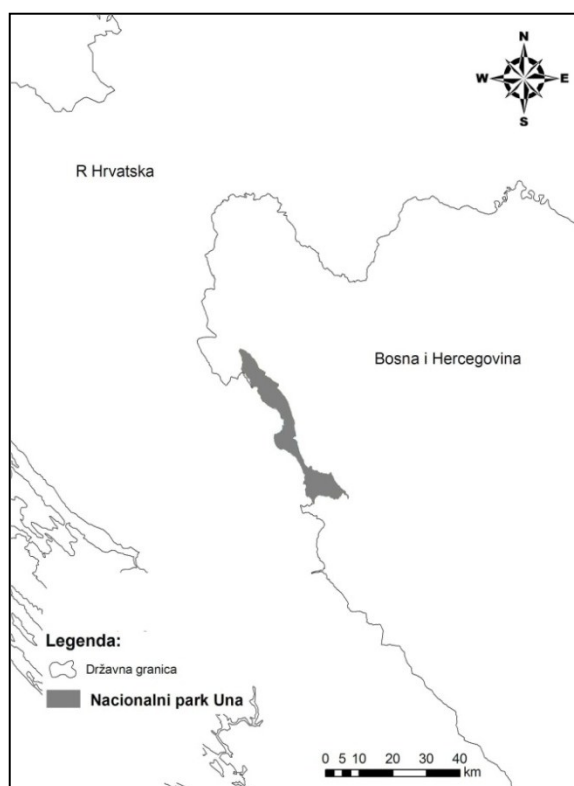 N
W E
S
R Hrvatska
Bosna i Hercegovina
Legenda:
Državna granica
Nacionalni park Una
0 5 10 20 30 40
km